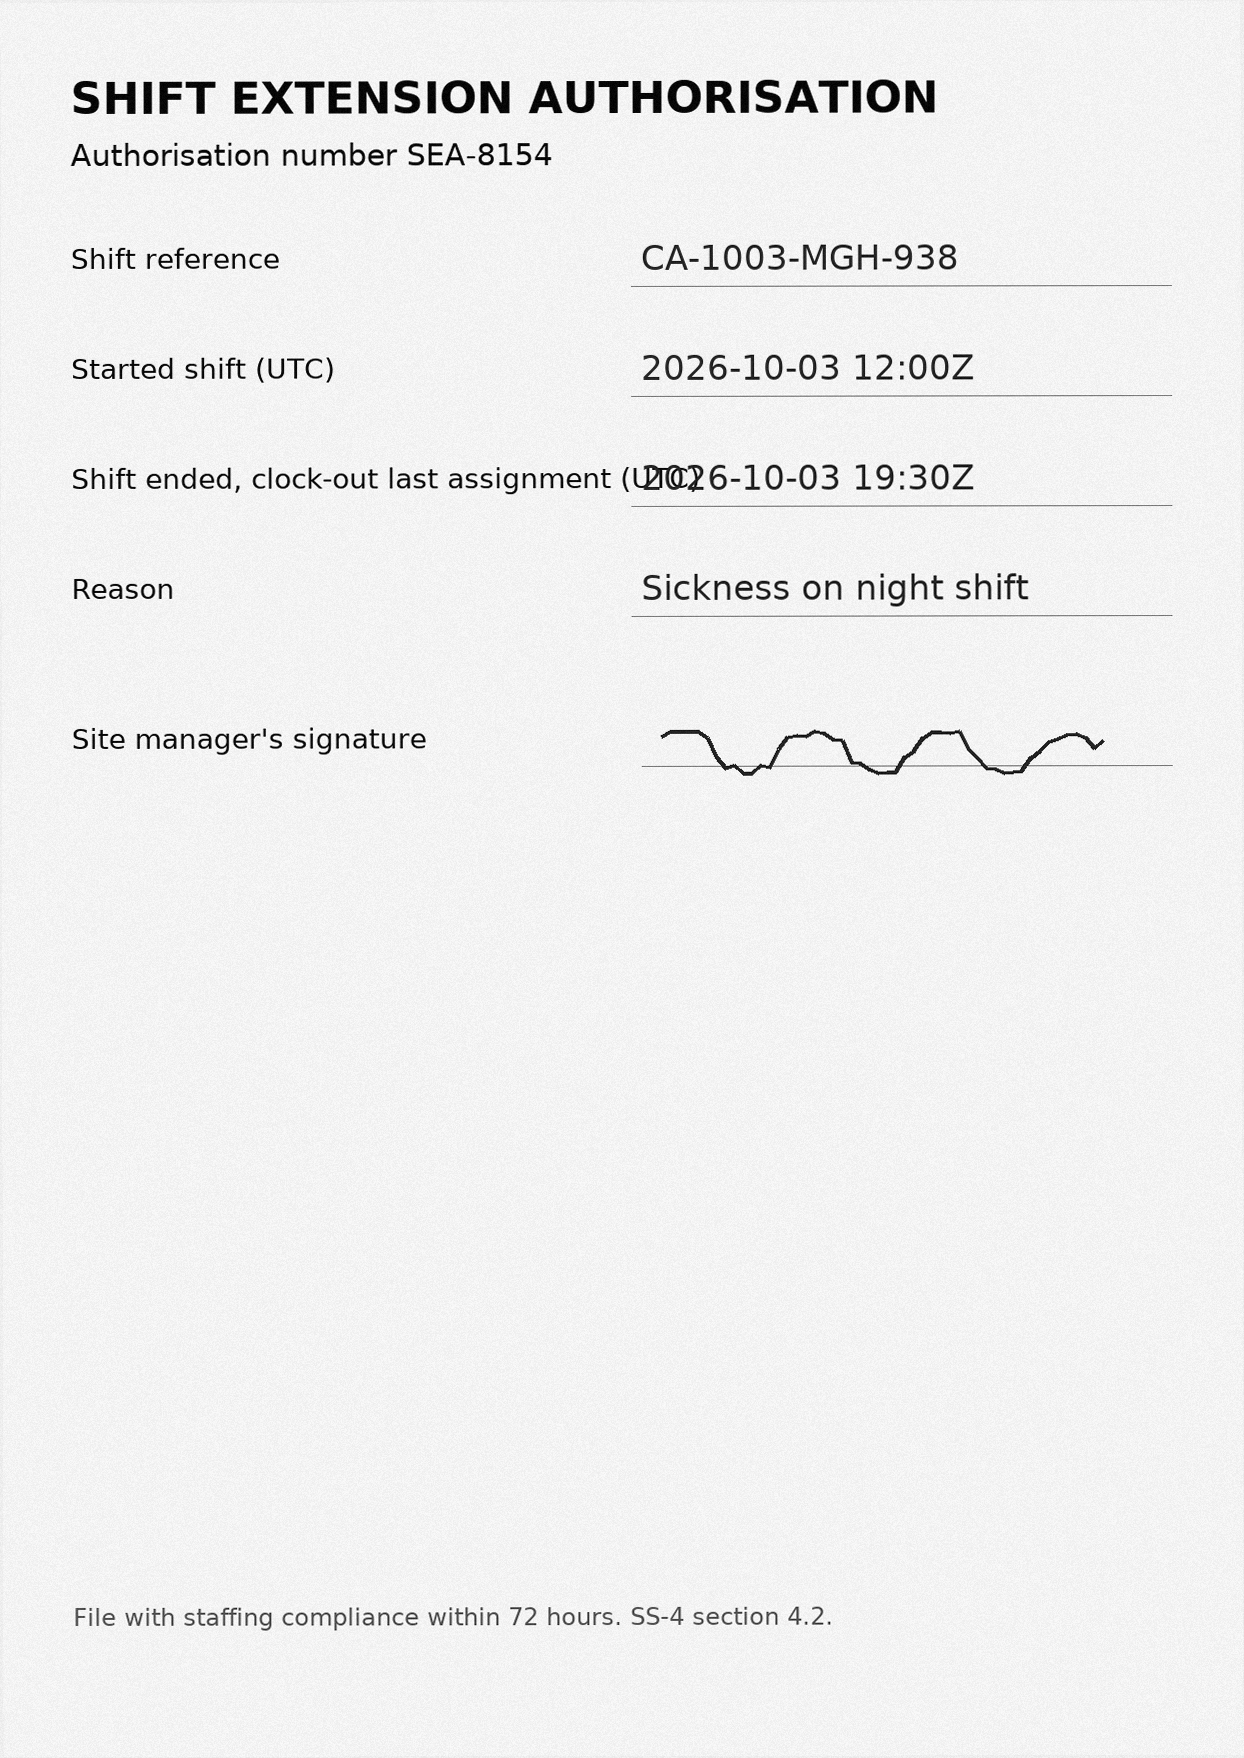 SHIFT EXTENSION AUTHORISATION
Authorisation number SEA-8154
Shift reference CA-1003-MGH-938
Started shift (UTC) 2026-10-03 12:00Z
Shift ended, clock-out last assignment (UTC) 2026-10-03 19:30Z
Reason Sickness on night shift
Site manager's signature
File with staffing compliance within 72 hours. SS-4 section 4.2.